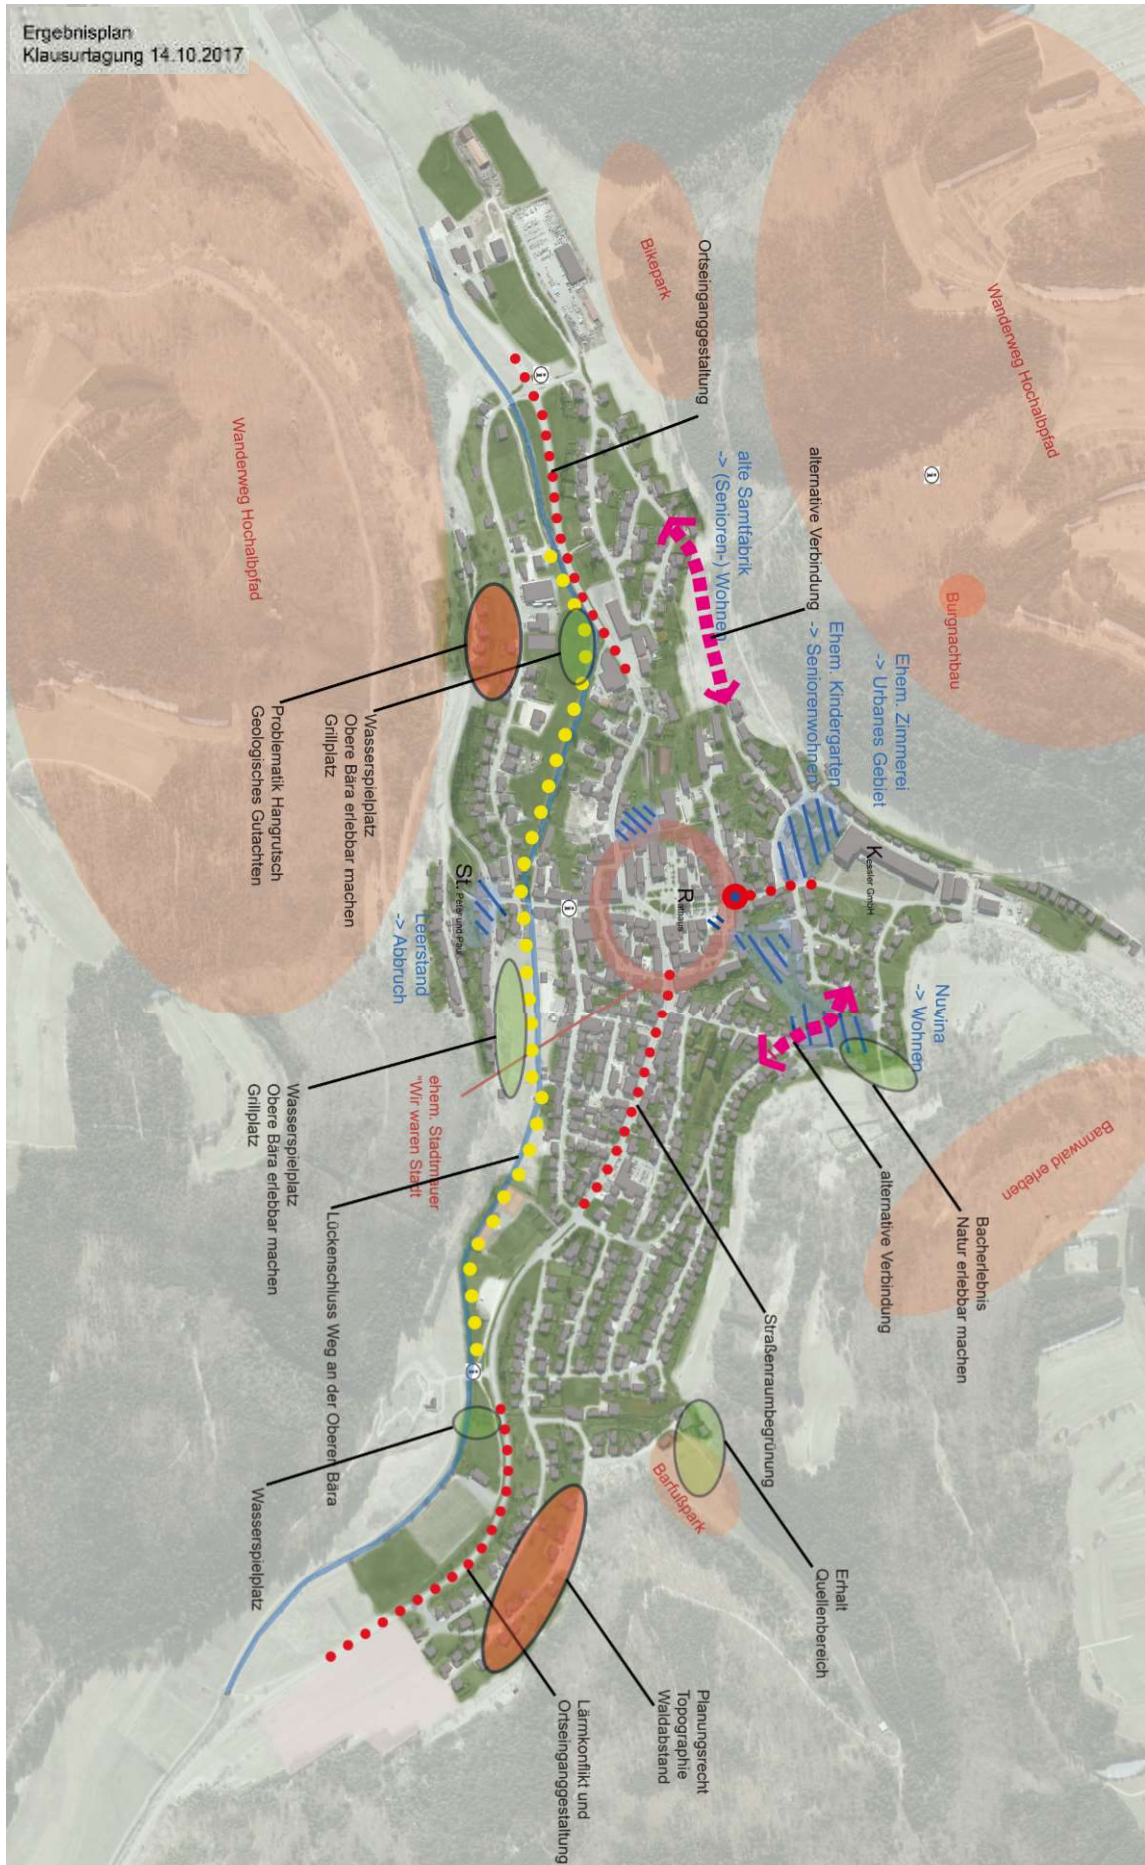 Ergebnisplan
Klausurtagung 14.10.2017
Wanderweg Hochalbpfad
Burgnachbau
Bikepark
Ortseinganggestaltung
alternative Verbindung
alte Samtfabrik
-> (Senioren-) Wohnen
Ehem. Zimmerei
-> Urbanes Gebiet
Ehem. Kindergarten
-> Seniorenwohnen
Kessler GmbH
Rathaus
Nuvina
-> Wohnen
Bannwald erleben
Bacherlebnis
Natur erlebbar machen
alternative Verbindung
Straßenraumbegrünung
Erhalt
Quellenbereich
Barfußpark
Planungsrecht
Topographie
Waldabstand
Lärmkonflikt und
Ortseinganggestaltung
Wanderweg Hochalbpfad
Problematik Hangrutsch
Geologisches Gutachten
Wasserspielplatz
Obere Bära erlebbar machen
Grillplatz
St. Peter und Paul
Leerstand
-> Abbruch
ehem. Stadtmauer
"Wir waren Stadt
Wasserspielplatz
Obere Bära erlebbar machen
Grillplatz
Lückenschluss Weg an der Oberen Bära
Wasserspielplatz
i
i
i
i